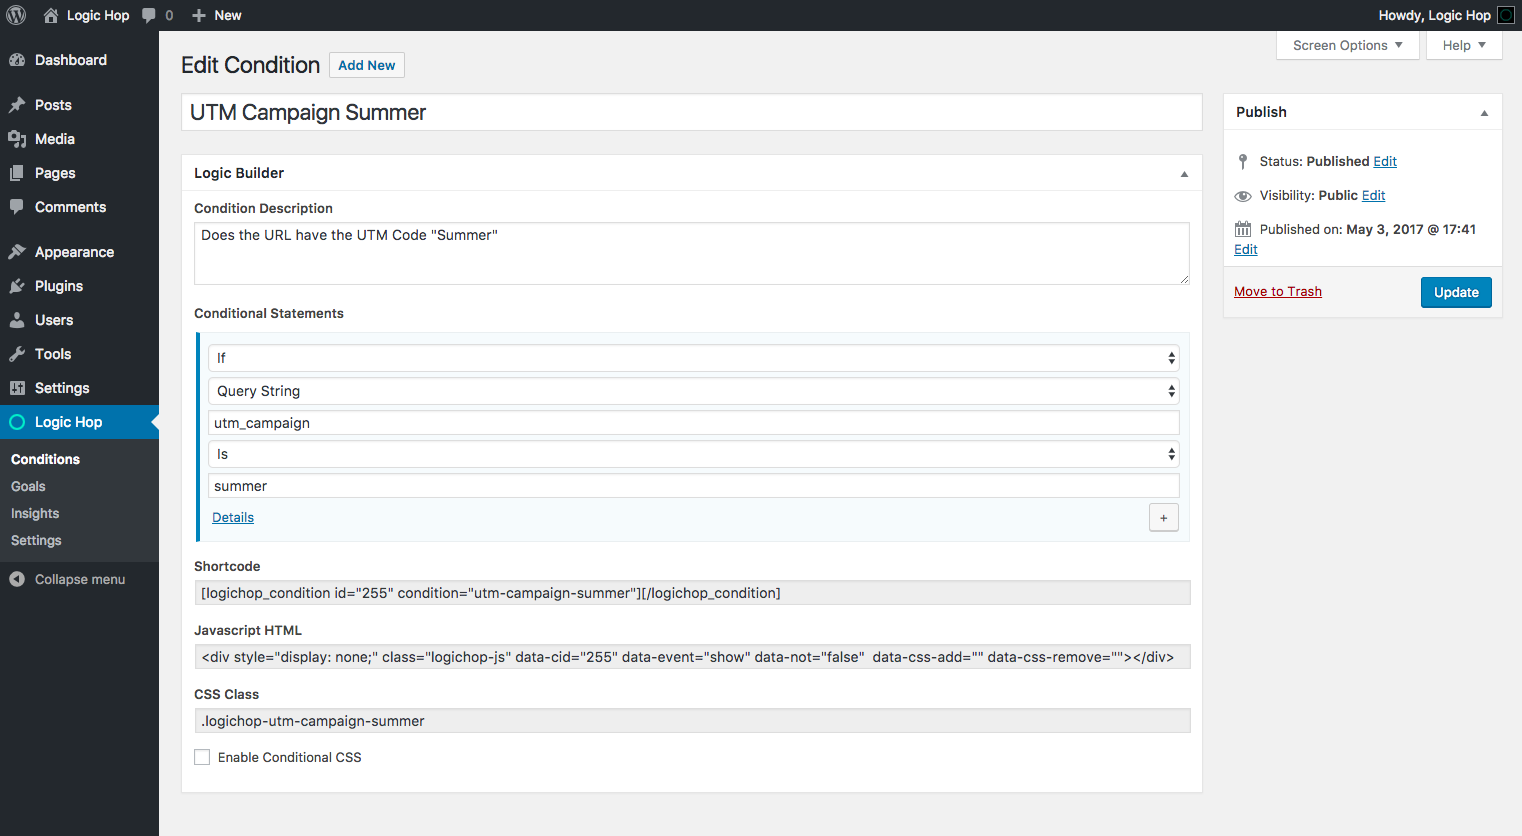 Logic Hop 0 New Howdy, Logic Hop
Dashboard
Posts
Media
Pages
Comments
Appearance
Plugins
Users
Tools
Settings
Logic Hop
Conditions
Goals
Insights
Settings
Collapse menu
Screen Options Help
Edit Condition Add New
UTM Campaign Summer
Logic Builder
Condition Description
Does the URL have the UTM Code "Summer"
Conditional Statements
If
Query String
utm_campaign
Is
summer
Details +
Shortcode
[logichop_condition id="255" condition="utm-campaign-summer"][/logichop_condition]
Javascript HTML
<div style="display: none;" class="logichop-js" data-cid="255" data-event="show" data-not="false"  data-css-add="" data-css-remove=""></div>
CSS Class
.logichop-utm-campaign-summer
Enable Conditional CSS
Publish
Status: Published Edit
Visibility: Public Edit
Published on: May 3, 2017 @ 17:41
Edit
Move to Trash Update